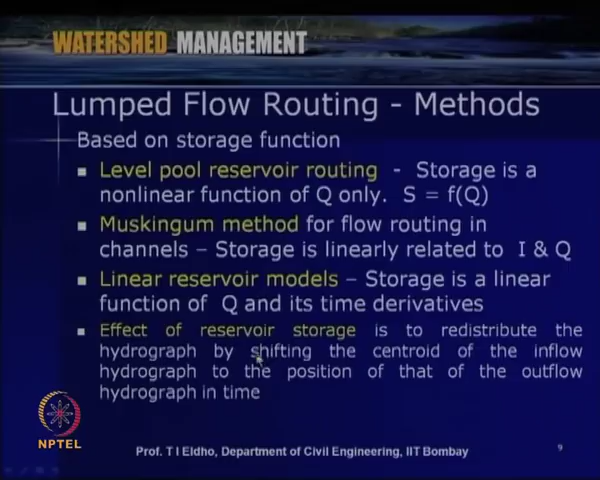 WATERSHED MANAGEMENT
Lumped Flow Routing - Methods
Based on storage function
Level pool reservoir routing - Storage is a
nonlinear function of Q only. S = f(Q)
Muskingum method for flow routing in
channels – Storage is linearly related to I & Q
Linear reservoir models – Storage is a linear
function of Q and its time derivatives
Effect of reservoir storage is to redistribute the
hydrograph by shifting the centroid of the inflow
hydrograph to the position of that of the outflow
hydrograph in time
NPTEL
Prof. T I Eldho, Department of Civil Engineering, IIT Bombay
9